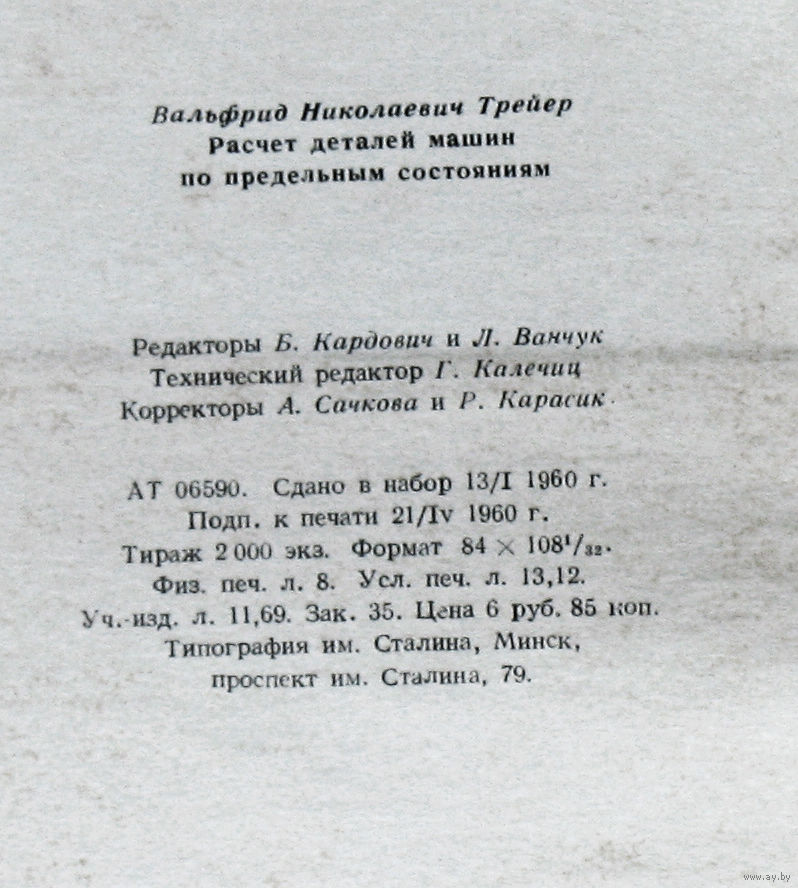 Вальфрид Николаевич Трейер
Расчет деталей машин
по предельным состояниям
Редакторы Б. Кардович и Л. Ванчук
Технический редактор Г. Калечиц
Корректоры А. Сачкова и Р. Карасик.
АТ 06590. Сдано в набор 13/I 1960 г.
Подп. к печати 21/Iv 1960 г.
Тираж 2 000 экз. Формат 84 × 108¹/₃₂.
Физ. печ. л. 8. Усл. печ. л. 13,12.
Уч.-изд. л. 11,69. Зак. 35. Цена 6 руб. 85 коп.
Типография им. Сталина, Минск,
проспект им. Сталина, 79.
www.ay.by